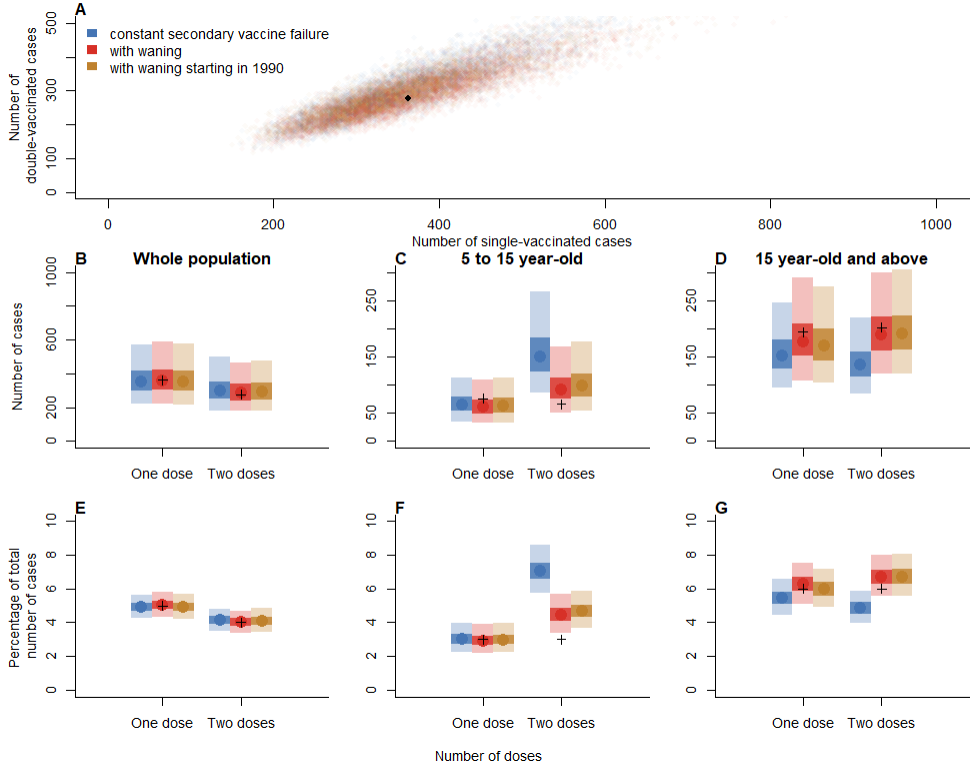 A
constant secondary vaccine failure
with waning
with waning starting in 1990
Number of
double-vaccinated cases
500
300
100
0
0 200 400 600 800 1000
Number of single-vaccinated cases
B Whole population
C 5 to 15 year-old
D 15 year-old and above
Number of cases
1000
600
200
0
250
150
50
0
250
150
50
0
One dose Two doses
One dose Two doses
One dose Two doses
E
F
G
Percentage of total
number of cases
10
8
6
4
2
0
10
8
6
4
2
0
10
8
6
4
2
0
One dose Two doses
One dose Two doses
One dose Two doses
Number of doses